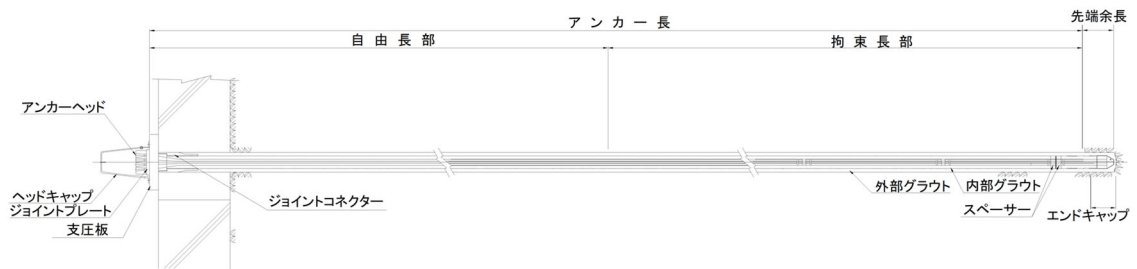 アンカー長
先端余長
自由長部
拘束長部
アンカーヘッド
ヘッドキャップ
ジョイントプレート
支圧板
ジョイントコネクター
外部グラウト
内部グラウト
スペーサー
エンドキャップ